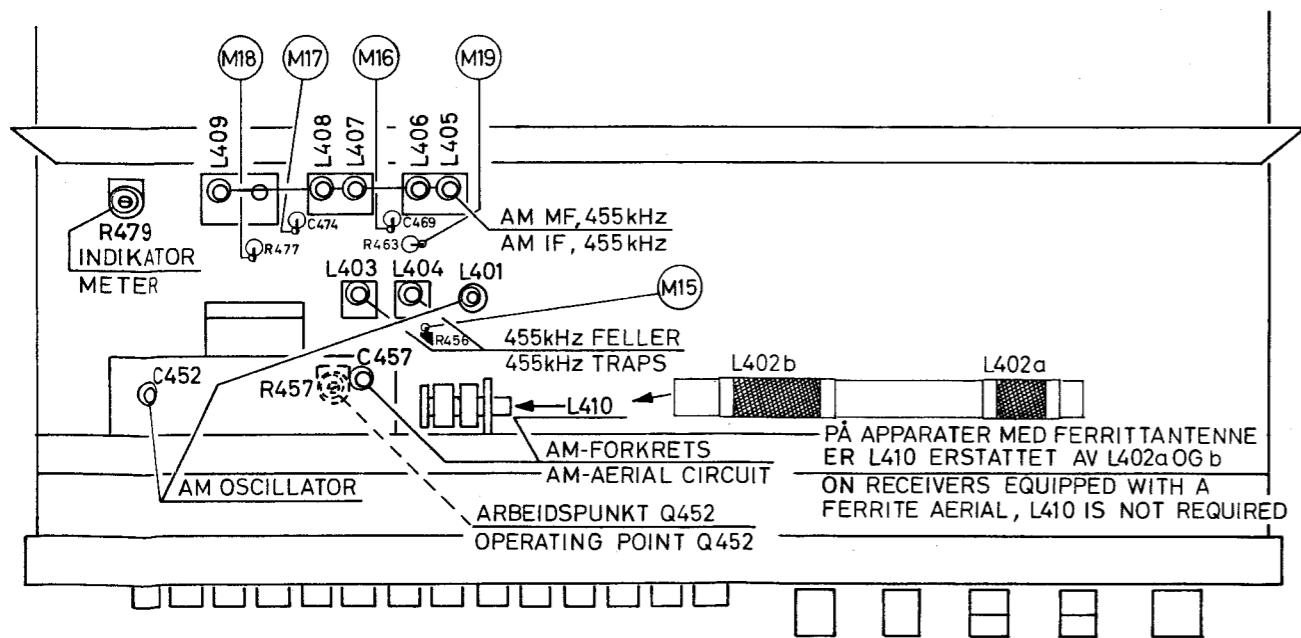 M18
M17
M16
M19
L409
L408
L407
L406
L405
C474
C469
R477
R463
AM MF, 455kHz
AM IF, 455kHz
R479
INDIKATOR
METER
L403
L404
L401
M15
R456
455kHz FELLER
455kHz TRAPS
C452
R457
C457
L410
L402b
L402a
AM-FORKRETS
AM-AERIAL CIRCUIT
AM OSCILLATOR
ARBEIDSPUNKT Q452
OPERATING POINT Q452
PÅ APPARATER MED FERRITTANTENNE
ER L410 ERSTATTET AV L402a OG b
ON RECEIVERS EQUIPPED WITH A
FERRITE AERIAL, L410 IS NOT REQUIRED